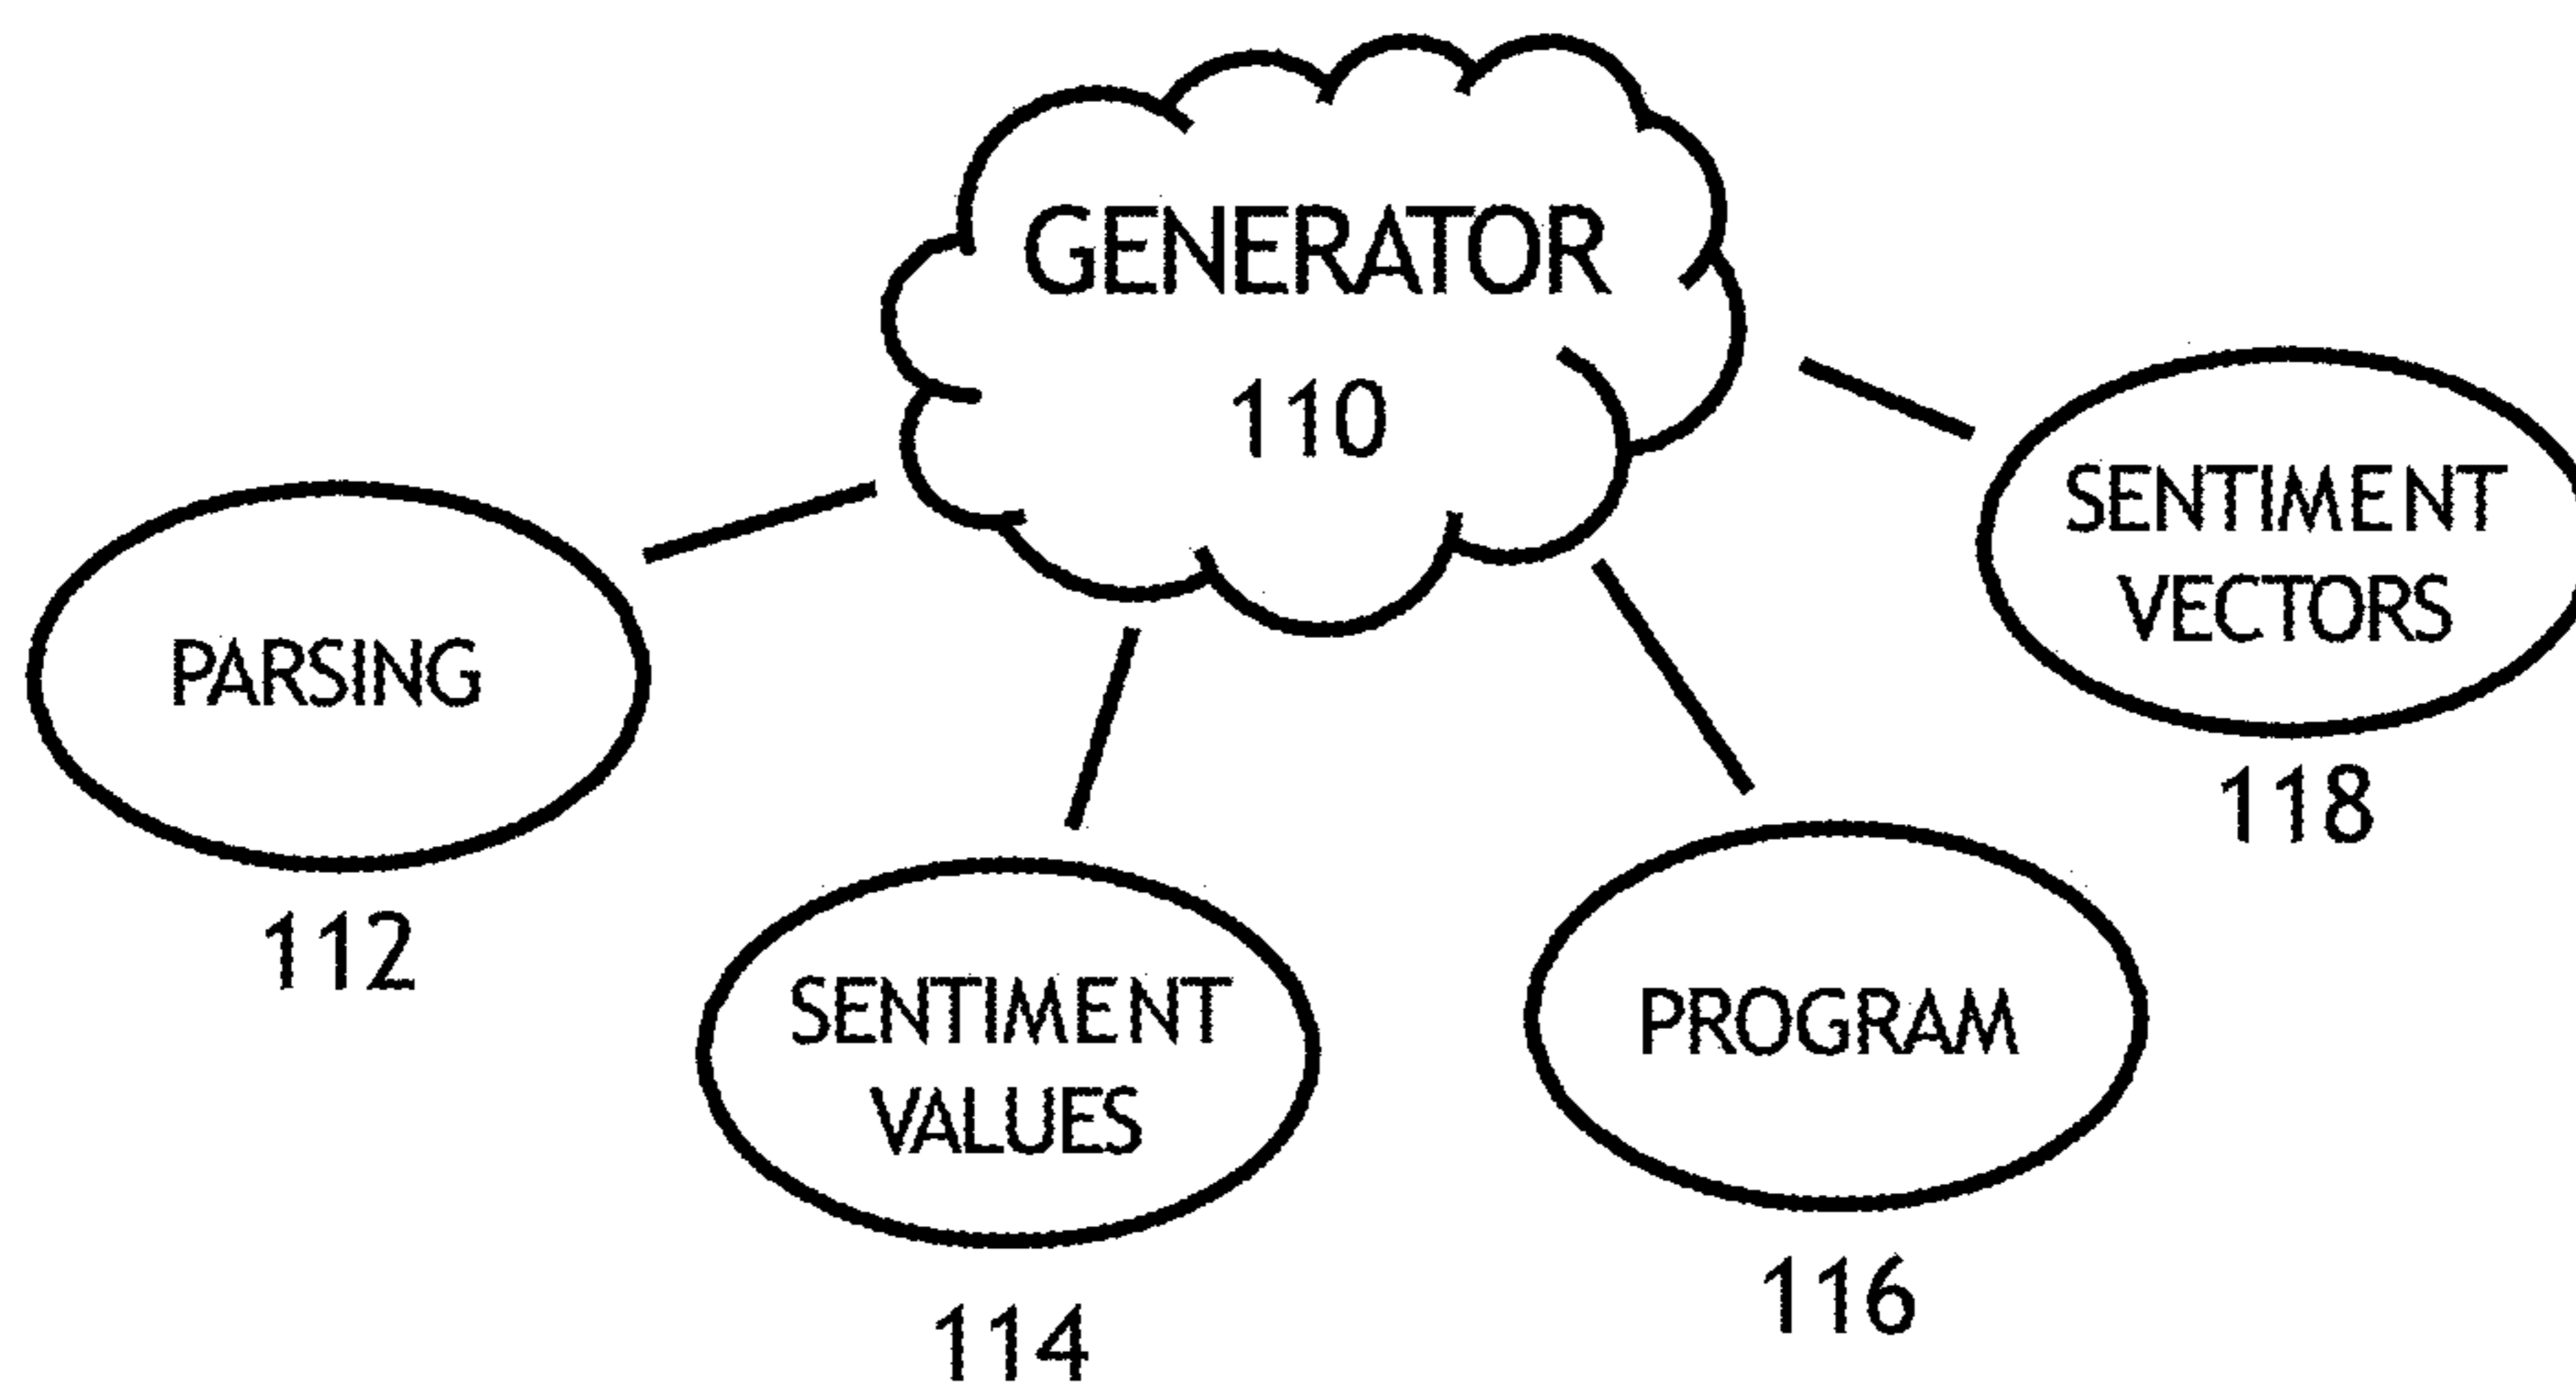 GENERATOR
110
PARSING
112
SENTIMENT
VALUES
114
PROGRAM
116
SENTIMENT
VECTORS
118